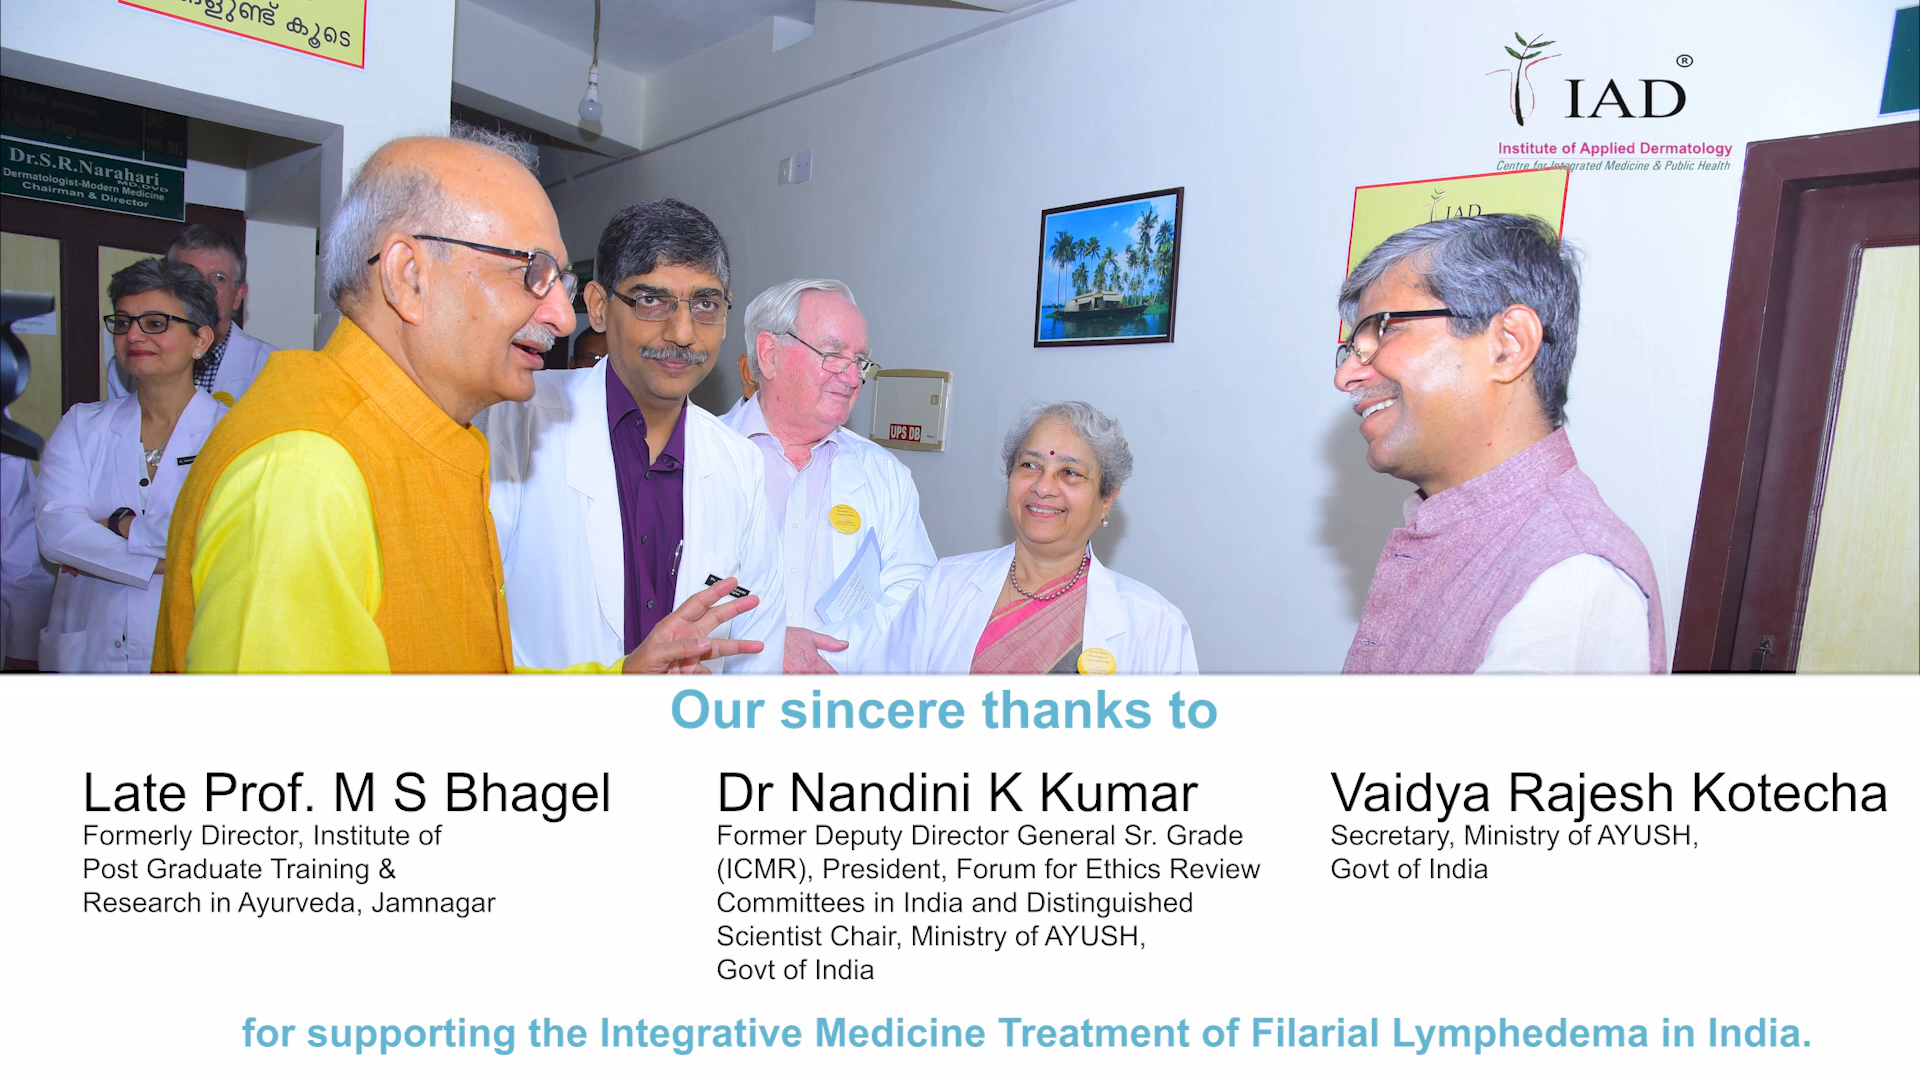 കൂടെ
Dr.S.R.Narahari
MD.DVD
Dermatologist-Modern Medicine
Chairman & Director
IAD®
Institute of Applied Dermatology
Centre for Integrated Medicine & Public Health
IAD
UPS DB
Our sincere thanks to
Late Prof. M S Bhagel
Formerly Director, Institute of
Post Graduate Training &
Research in Ayurveda, Jamnagar
Dr Nandini K Kumar
Former Deputy Director General Sr. Grade
(ICMR), President, Forum for Ethics Review
Committees in India and Distinguished
Scientist Chair, Ministry of AYUSH,
Govt of India
Vaidya Rajesh Kotecha
Secretary, Ministry of AYUSH,
Govt of India
for supporting the Integrative Medicine Treatment of Filarial Lymphedema in India.